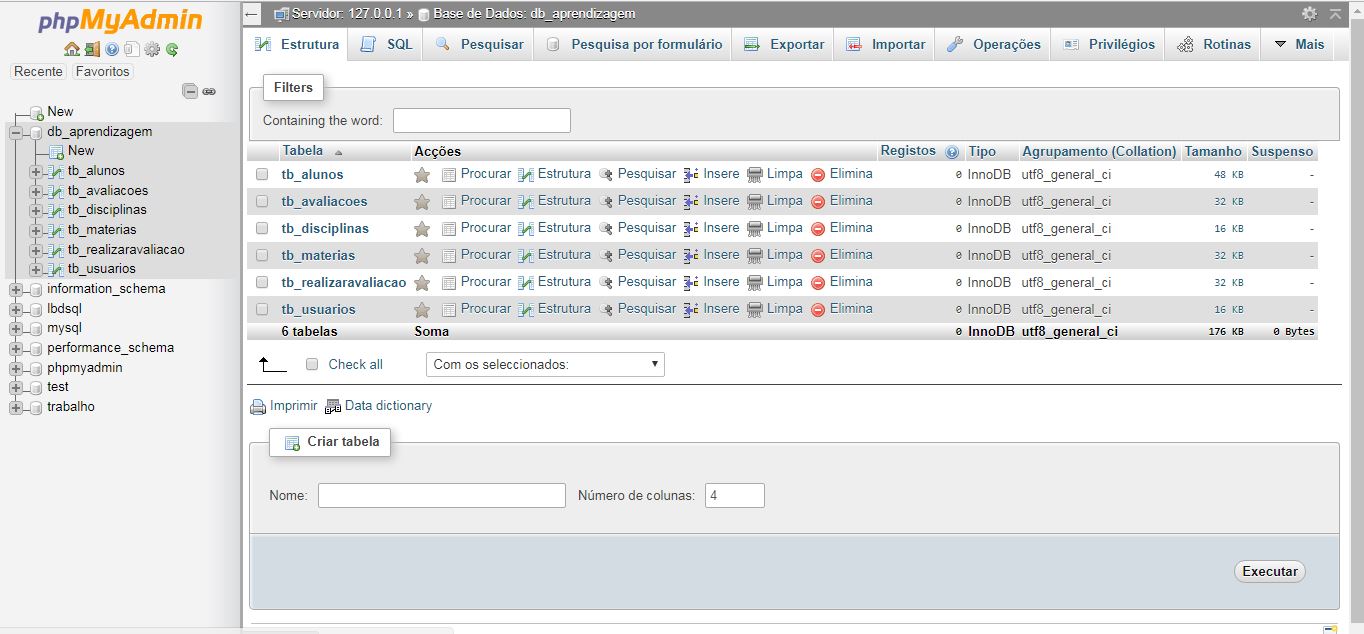 phpMyAdmin
Recente Favoritos
New
db_aprendizagem
New
tb_alunos
tb_avaliacoes
tb_disciplinas
tb_materias
tb_realizaravaliacao
tb_usuarios
information_schema
lbdsql
mysql
performance_schema
phpmyadmin
test
trabalho
Servidor: 127.0.0.1 » Base de Dados: db_aprendizagem
Estrutura SQL Pesquisar Pesquisa por formulário Exportar Importar Operações Privilégios Rotinas Mais
Filters
Containing the word:
Tabela Acções Registos Tipo Agrupamento (Collation) Tamanho Suspenso
tb_alunos Procurar Estrutura Pesquisar Insere Limpa Elimina 0 InnoDB utf8_general_ci 48 KB -
tb_avaliacoes Procurar Estrutura Pesquisar Insere Limpa Elimina 0 InnoDB utf8_general_ci 32 KB -
tb_disciplinas Procurar Estrutura Pesquisar Insere Limpa Elimina 0 InnoDB utf8_general_ci 16 KB -
tb_materias Procurar Estrutura Pesquisar Insere Limpa Elimina 0 InnoDB utf8_general_ci 32 KB -
tb_realizaravaliacao Procurar Estrutura Pesquisar Insere Limpa Elimina 0 InnoDB utf8_general_ci 32 KB -
tb_usuarios Procurar Estrutura Pesquisar Insere Limpa Elimina 0 InnoDB utf8_general_ci 16 KB -
6 tabelas Soma 0 InnoDB utf8_general_ci 176 KB 0 Bytes
Check all Com os seleccionados:
Imprimir Data dictionary
Criar tabela
Nome: Número de colunas: 4
Executar